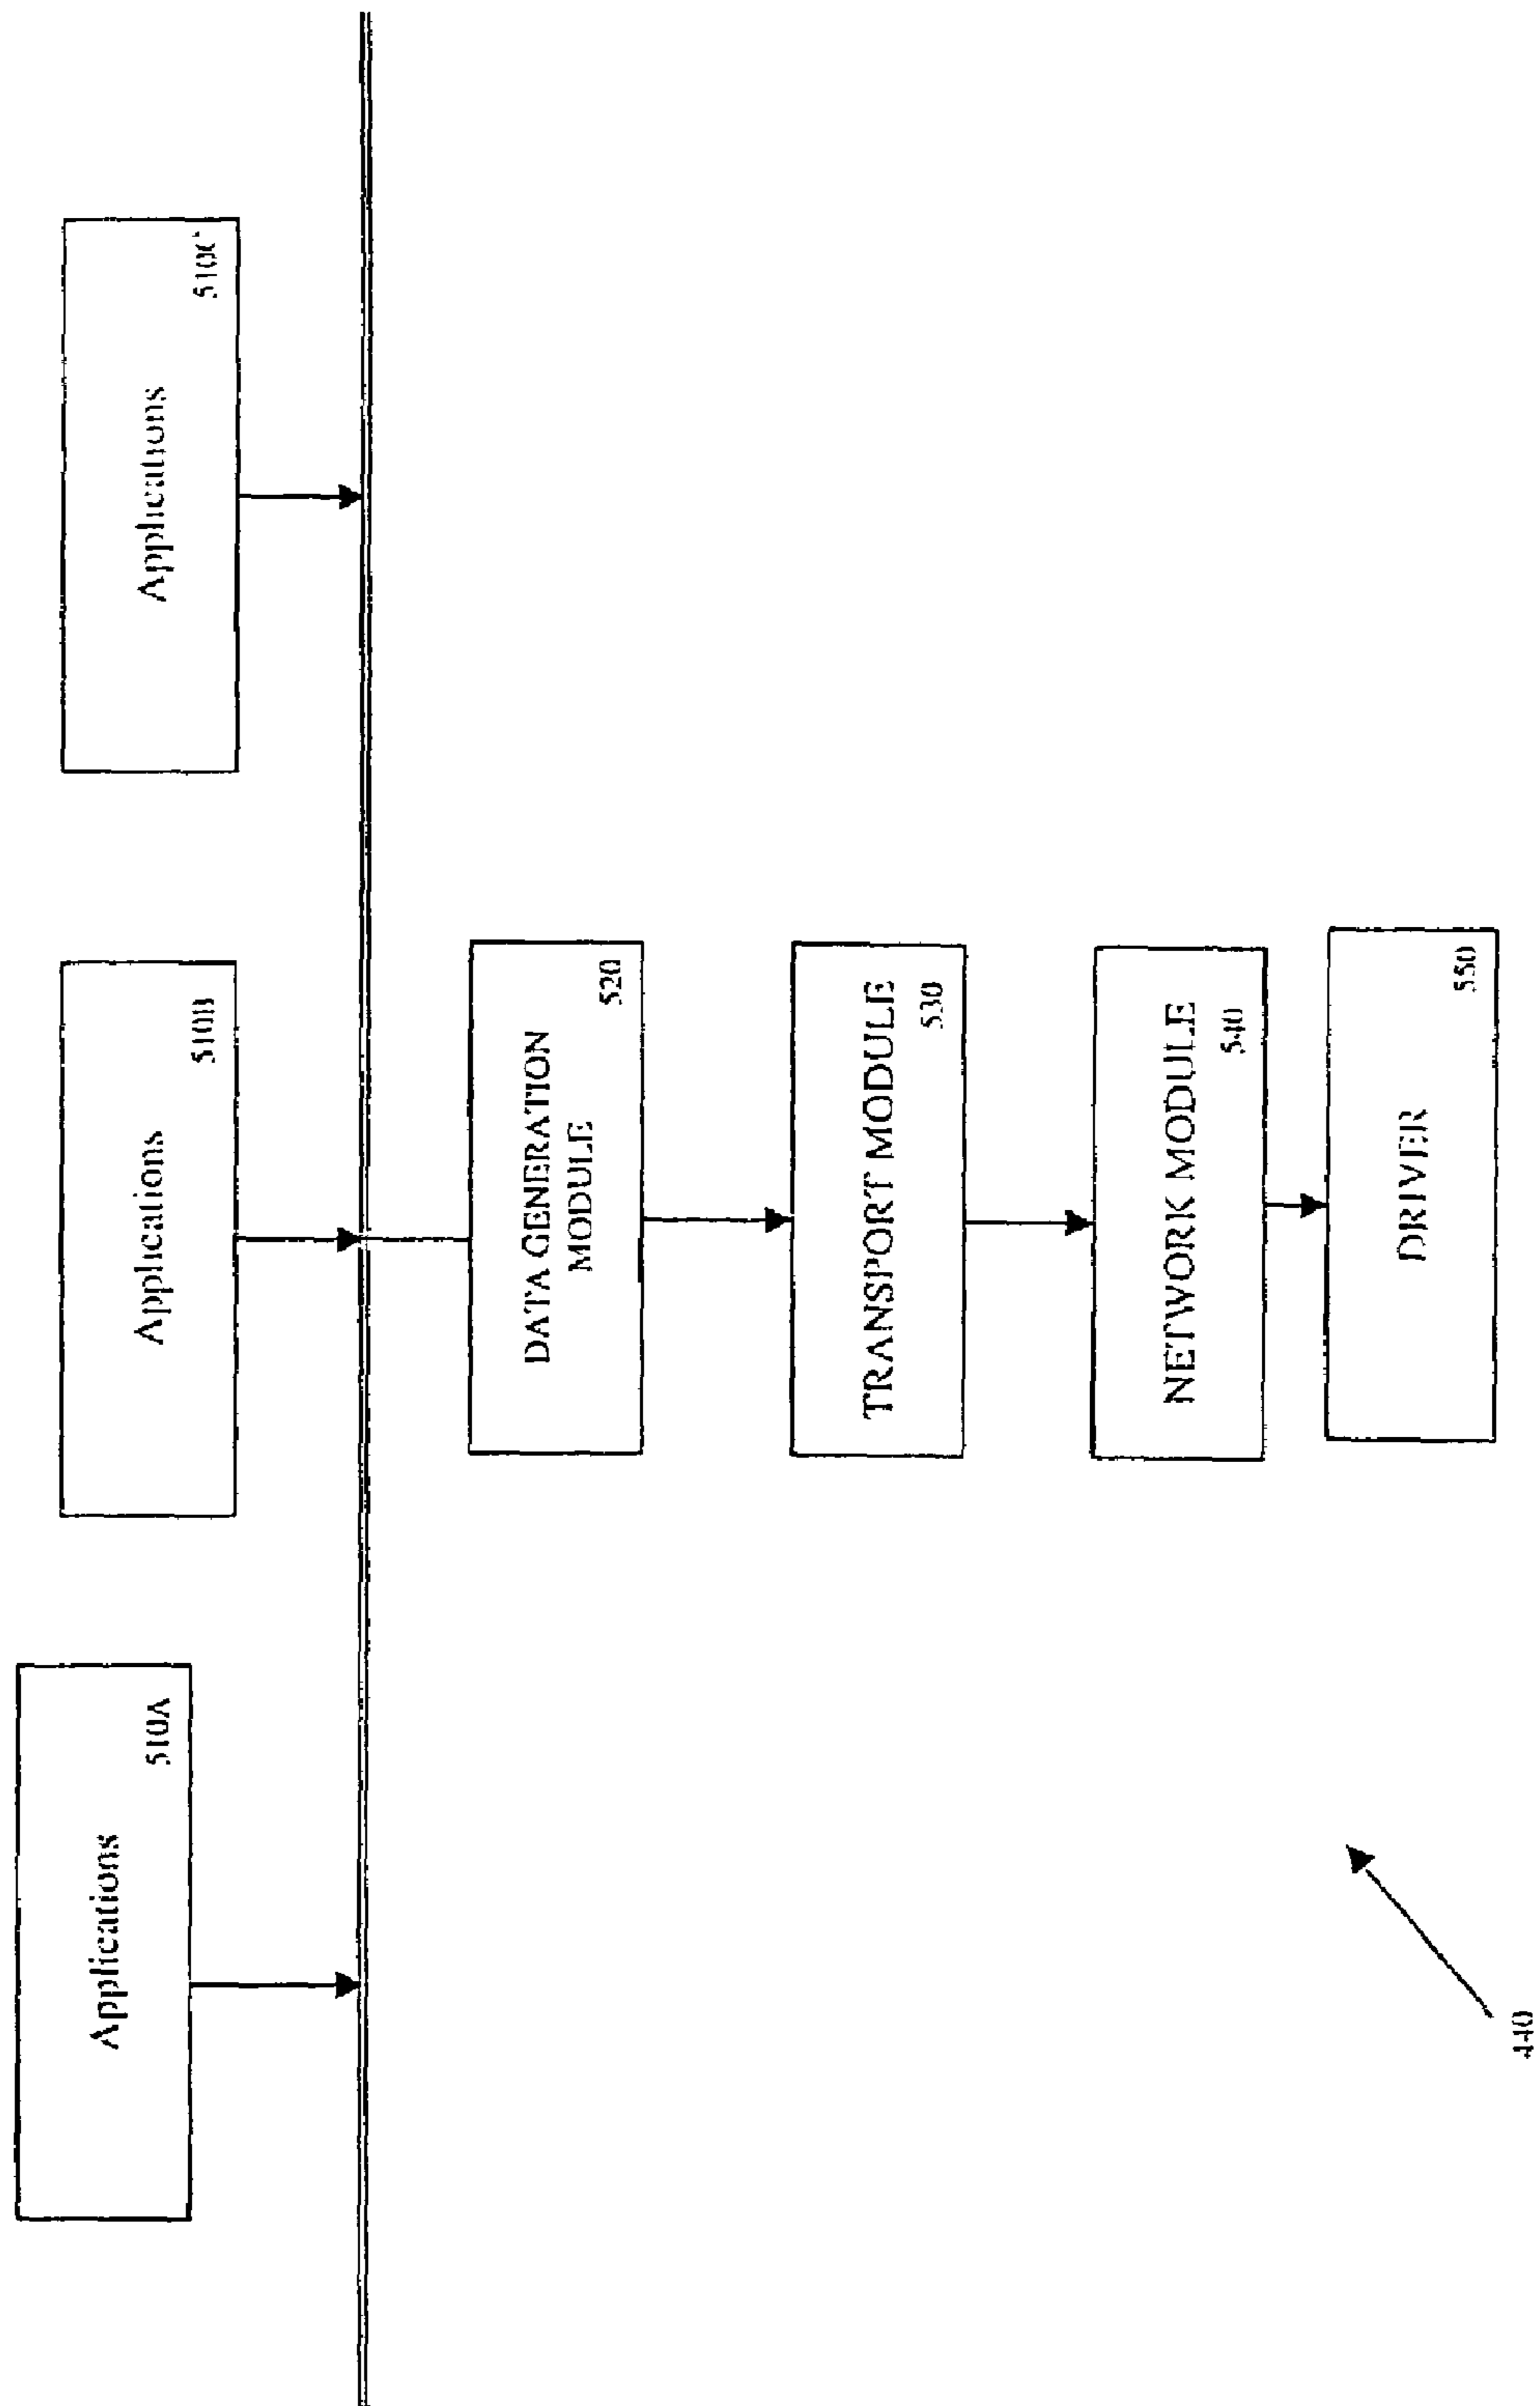 Applications
510A
Applications
510B
Applications
510C
DATA GENERATION
MODULE
520
TRANSPORT MODULE
530
NETWORK MODULE
540
DRIVER
550
440